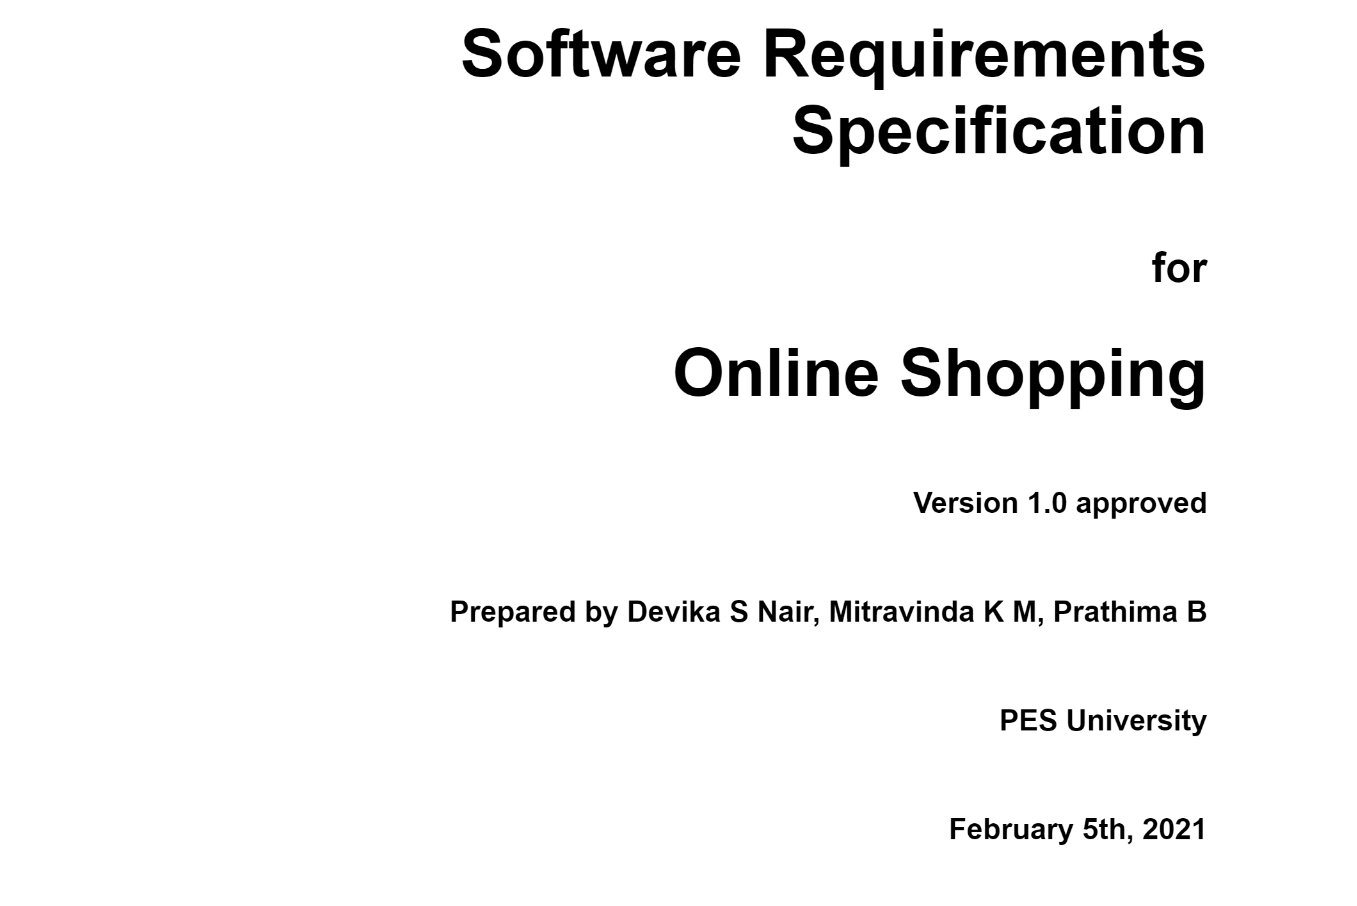 Software Requirements
Specification
for
Online Shopping
Version 1.0 approved
Prepared by Devika S Nair, Mitravinda K M, Prathima B
PES University
February 5th, 2021